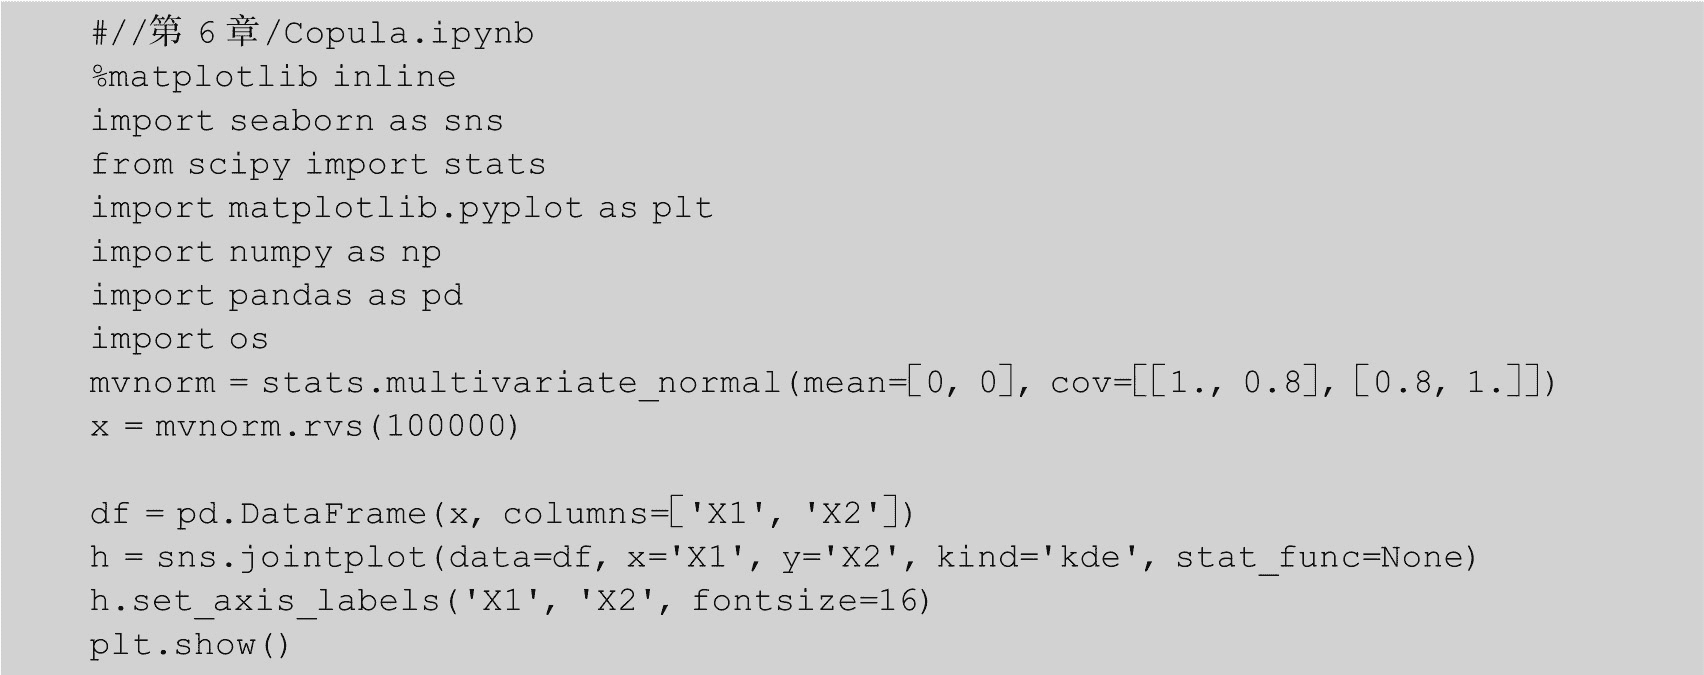 #//第 6 章/Copula.ipynb
%matplotlib inline
import seaborn as sns
from scipy import stats
import matplotlib.pyplot as plt
import numpy as np
import pandas as pd
import os
mvnorm = stats.multivariate_normal(mean=[0, 0], cov=[[1., 0.8], [0.8, 1.]])
x = mvnorm.rvs(100000)
df = pd.DataFrame(x, columns=['X1', 'X2'])
h = sns.jointplot(data=df, x='X1', y='X2', kind='kde', stat_func=None)
h.set_axis_labels('X1', 'X2', fontsize=16)
plt.show()